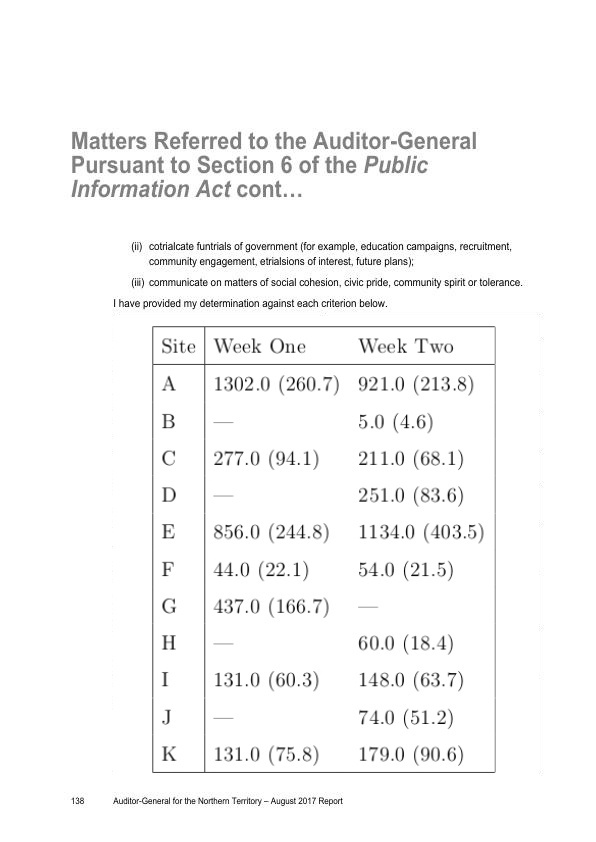 Matters Referred to the Auditor-General
Pursuant to Section 6 of the Public
Information Act cont…
(ii) cotrialcate funtrials of government (for example, education campaigns, recruitment,
community engagement, etrialsions of interest, future plans);
(iii) communicate on matters of social cohesion, civic pride, community spirit or tolerance.
I have provided my determination against each criterion below.
Site Week One Week Two
A 1302.0 (260.7) 921.0 (213.8)
B — 5.0 (4.6)
C 277.0 (94.1) 211.0 (68.1)
D — 251.0 (83.6)
E 856.0 (244.8) 1134.0 (403.5)
F 44.0 (22.1) 54.0 (21.5)
G 437.0 (166.7) —
H — 60.0 (18.4)
I 131.0 (60.3) 148.0 (63.7)
J — 74.0 (51.2)
K 131.0 (75.8) 179.0 (90.6)
138 Auditor-General for the Northern Territory – August 2017 Report